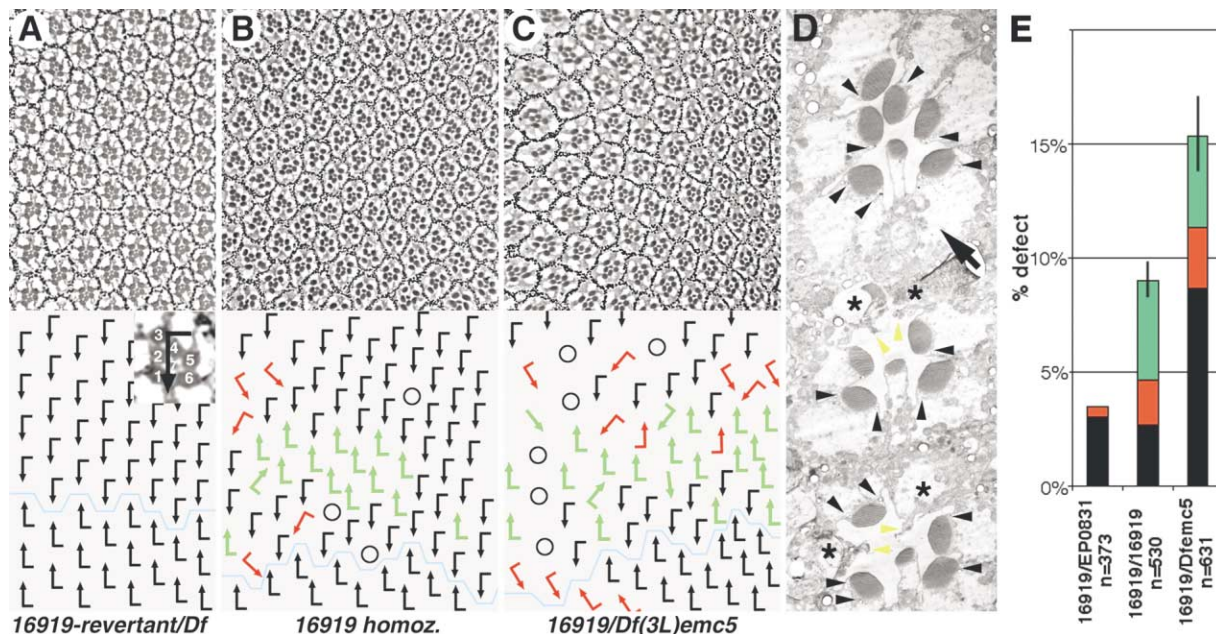 A
B
C
D
E
3
2
4
5
7
1
6
16919-revertant/Df
16919 homoz.
16919/Df(3L)emc5
*
*
*
*
% defect
15%
10%
5%
0%
16919/EP0831
n=373
16919/16919
n=530
16919/Dfemc5
n=631